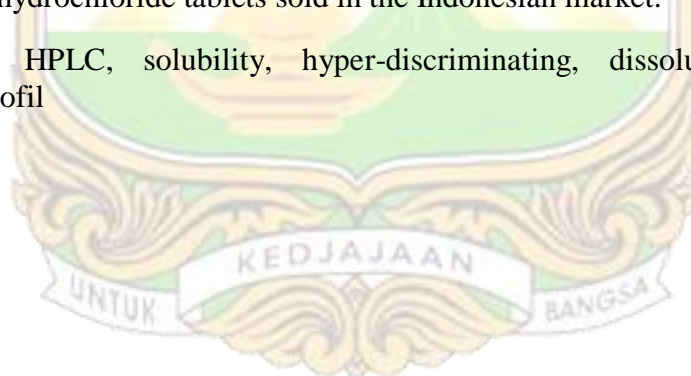 hydrochloride tablets sold in the Indonesian market.
HPLC, solubility, hyper-discriminating, dissolu
ofil
KEDJAJAAN
UNTUK
BANGSA